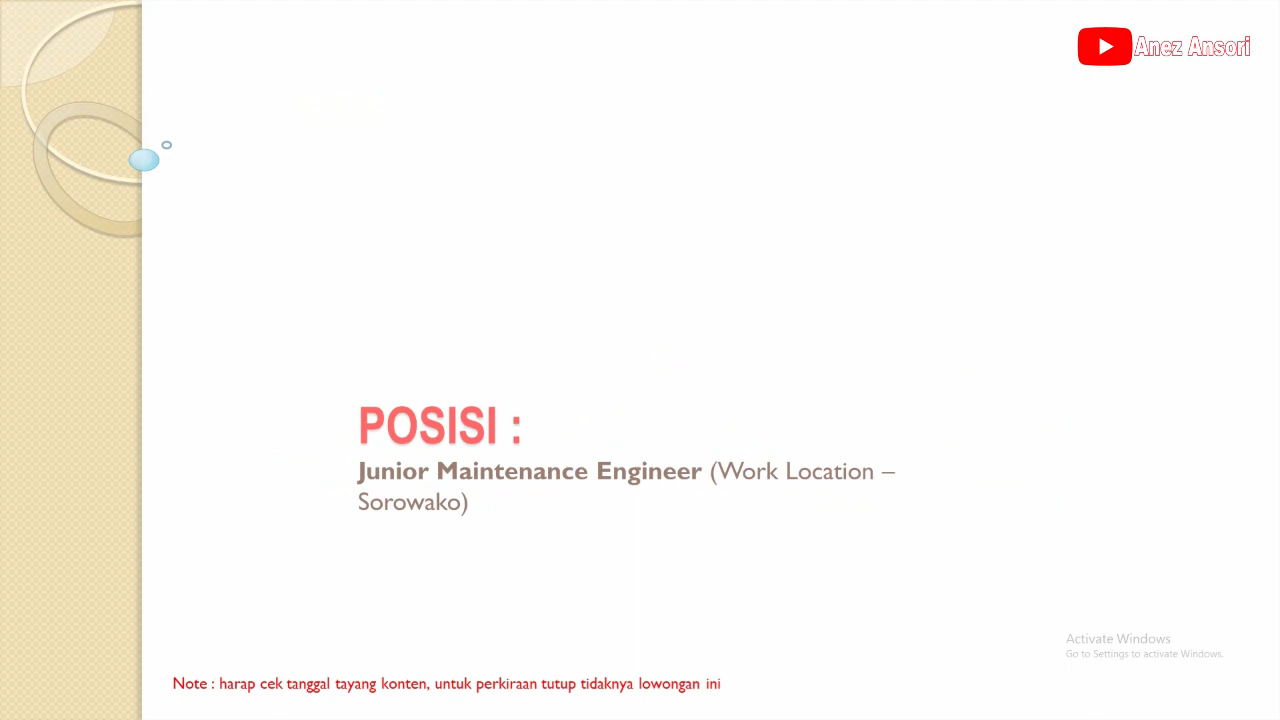 Anez Ansori
POSISI :
Junior Maintenance Engineer (Work Location –
Sorowako)
Activate Windows
Go to Settings to activate Windows.
Note : harap cek tanggal tayang konten, untuk perkiraan tutup tidaknya lowongan ini